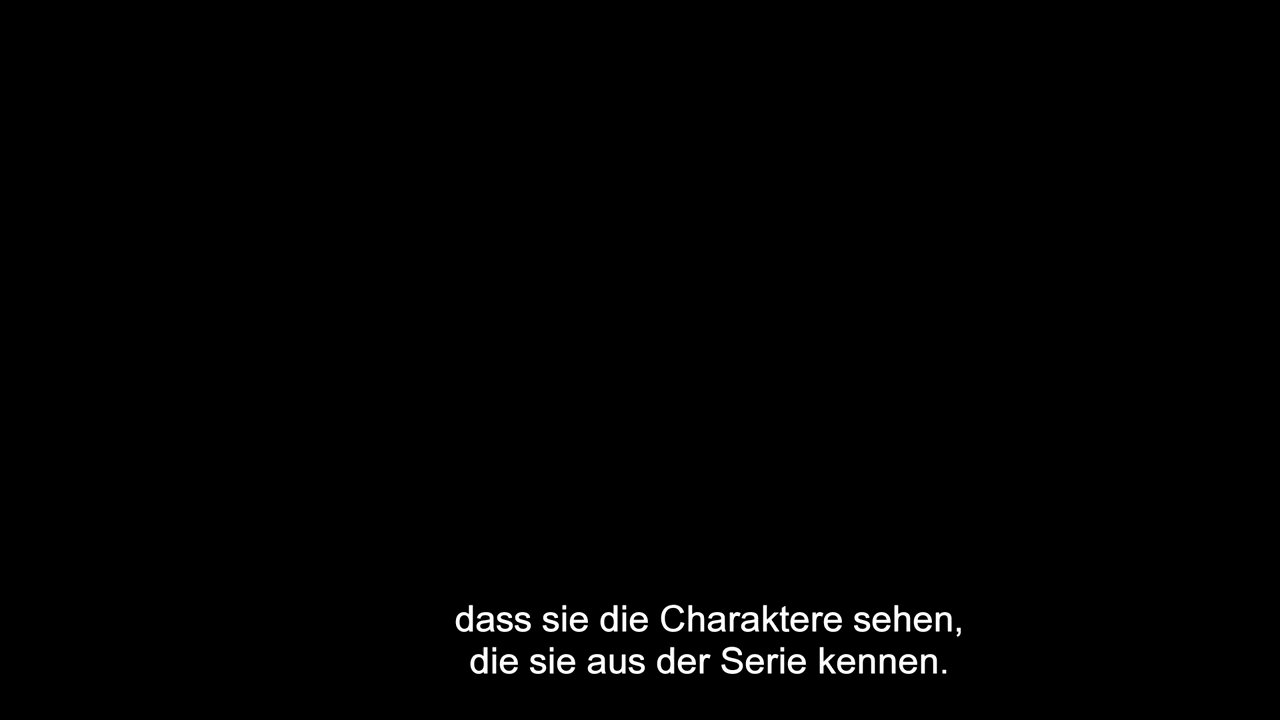 dass sie die Charaktere sehen,
die sie aus der Serie kennen.